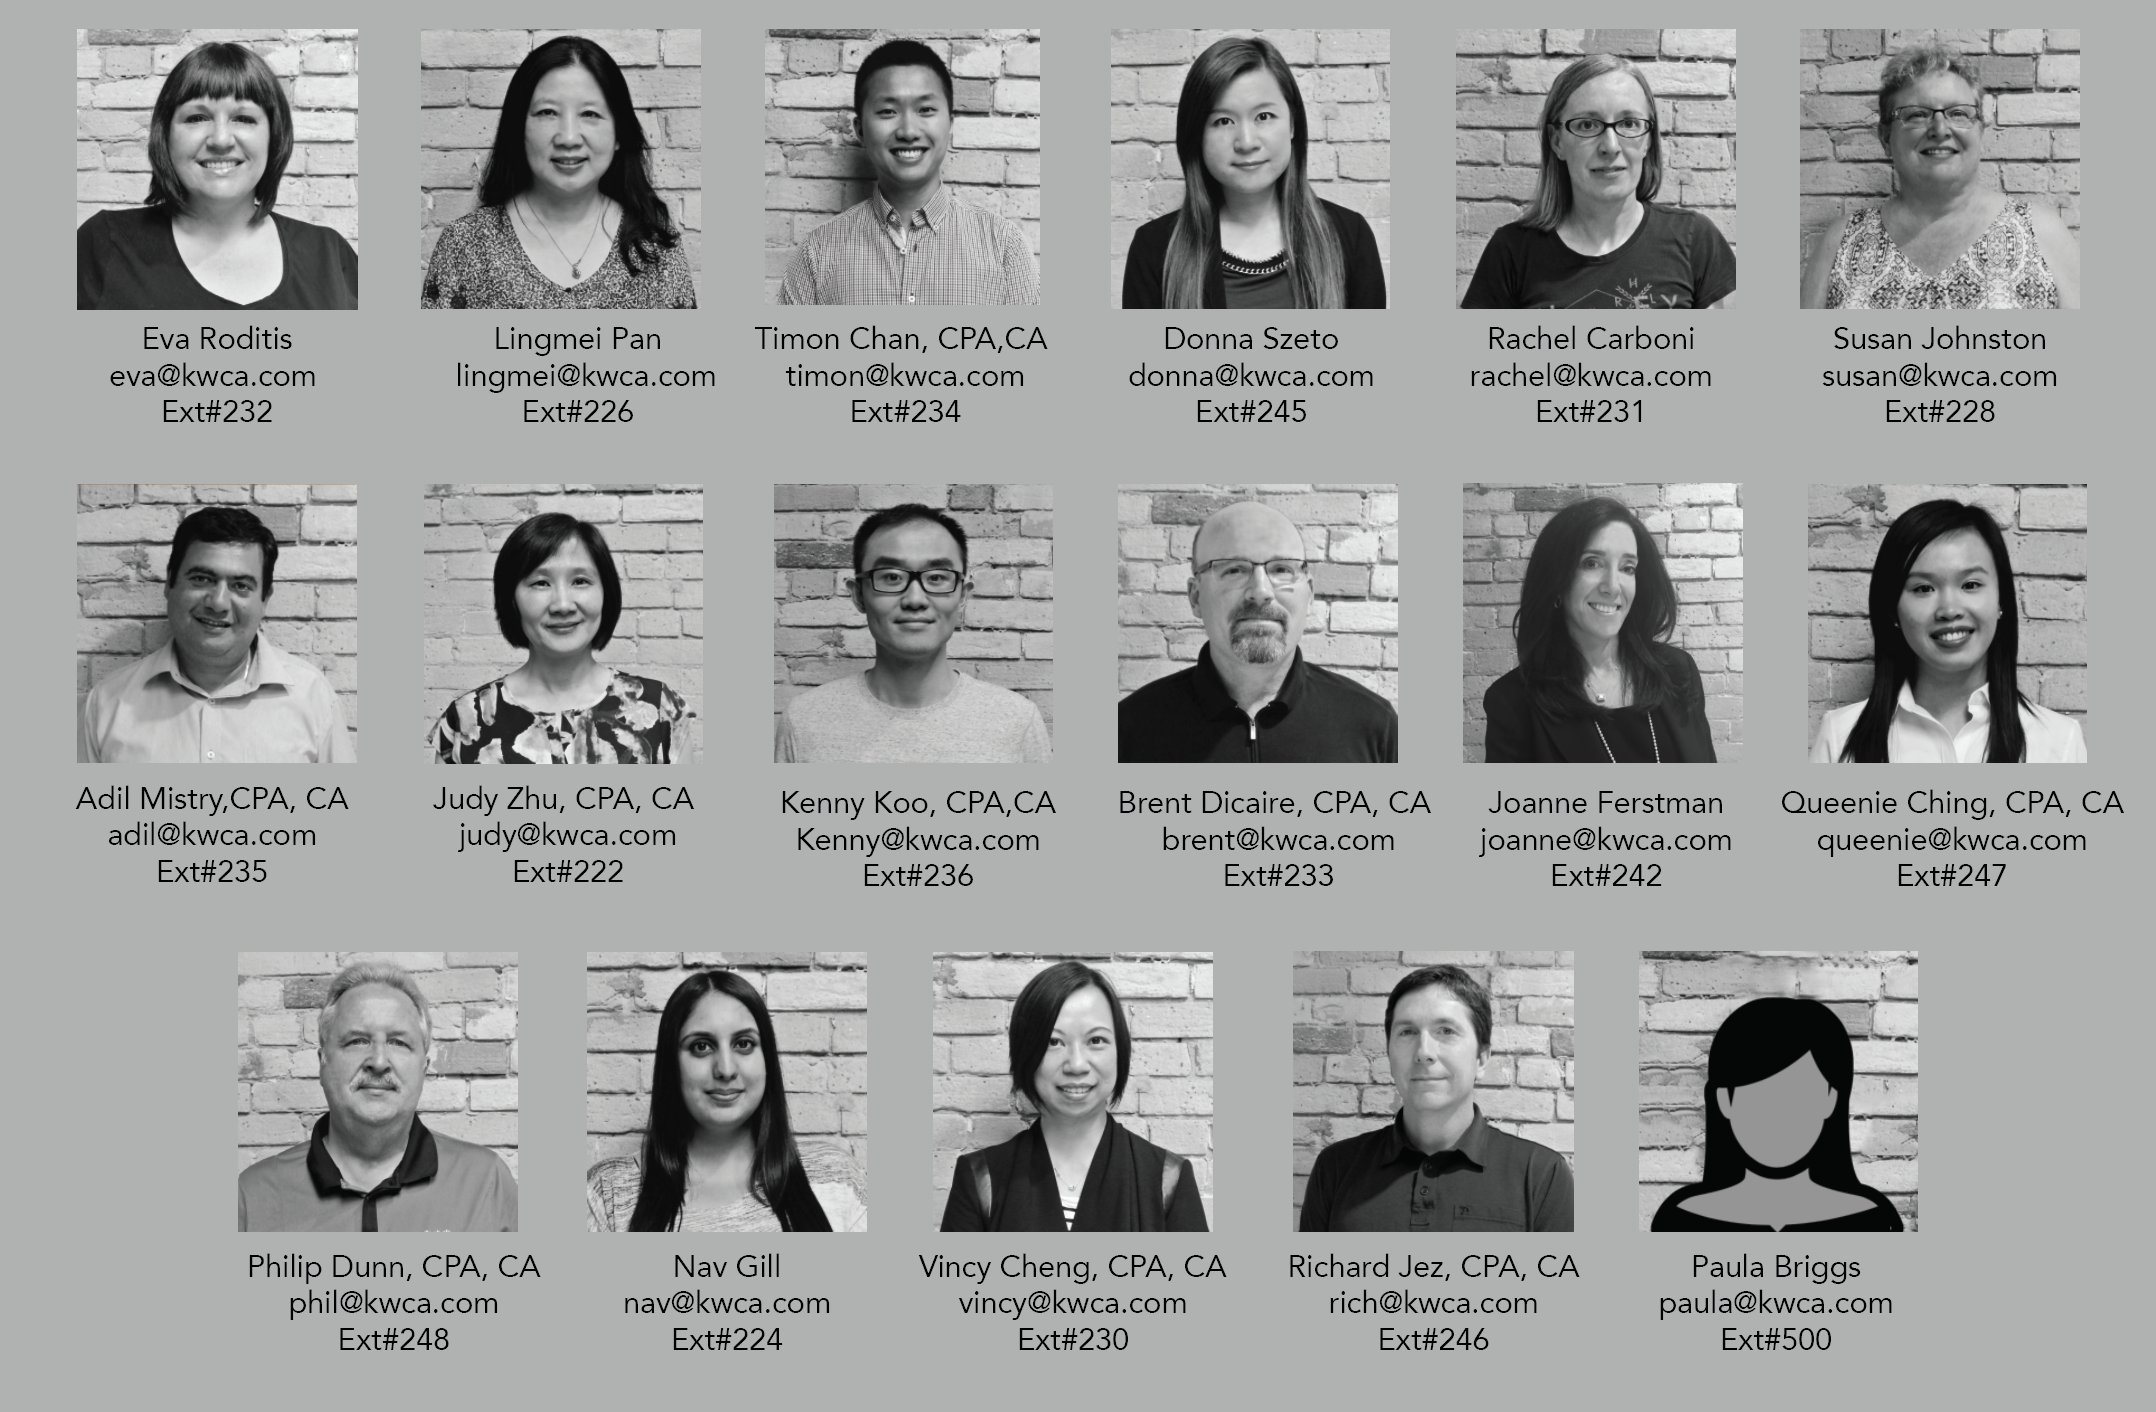 Eva Roditis
eva@kwca.com
Ext#232
Lingmei Pan
lingmei@kwca.com
Ext#226
Timon Chan, CPA,CA
timon@kwca.com
Ext#234
Donna Szeto
donna@kwca.com
Ext#245
Rachel Carboni
rachel@kwca.com
Ext#231
Susan Johnston
susan@kwca.com
Ext#228
Adil Mistry,CPA, CA
adil@kwca.com
Ext#235
Judy Zhu, CPA, CA
judy@kwca.com
Ext#222
Kenny Koo, CPA,CA
Kenny@kwca.com
Ext#236
Brent Dicaire, CPA, CA
brent@kwca.com
Ext#233
Joanne Ferstman
joanne@kwca.com
Ext#242
Queenie Ching, CPA, CA
queenie@kwca.com
Ext#247
Philip Dunn, CPA, CA
phil@kwca.com
Ext#248
Nav Gill
nav@kwca.com
Ext#224
Vincy Cheng, CPA, CA
vincy@kwca.com
Ext#230
Richard Jez, CPA, CA
rich@kwca.com
Ext#246
Paula Briggs
paula@kwca.com
Ext#500